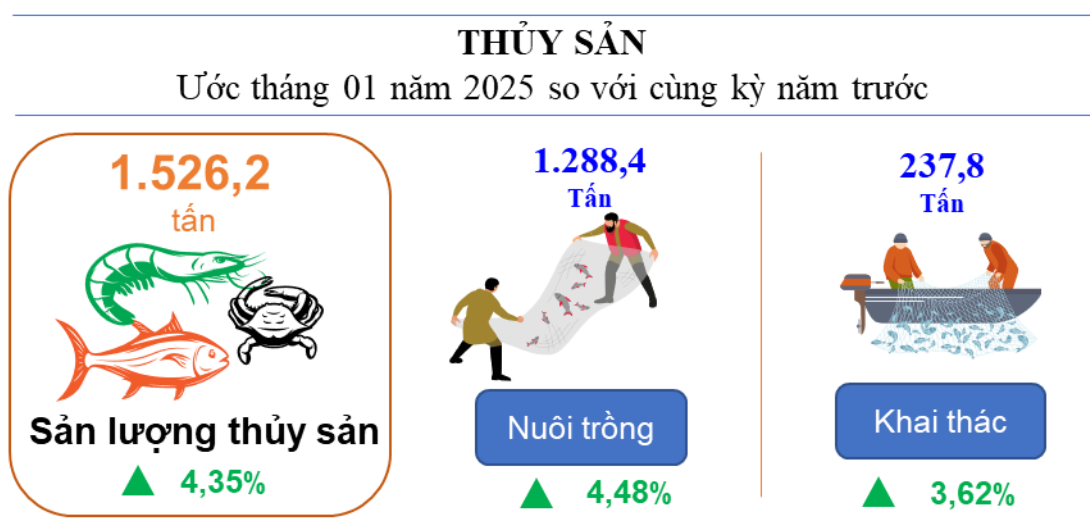 THỦY SẢN
Ước tháng 01 năm 2025 so với cùng kỳ năm trước
1.526,2
tấn
Sản lượng thủy sản
4,35%
1.288,4
Tấn
Nuôi trồng
4,48%
237,8
Tấn
Khai thác
3,62%